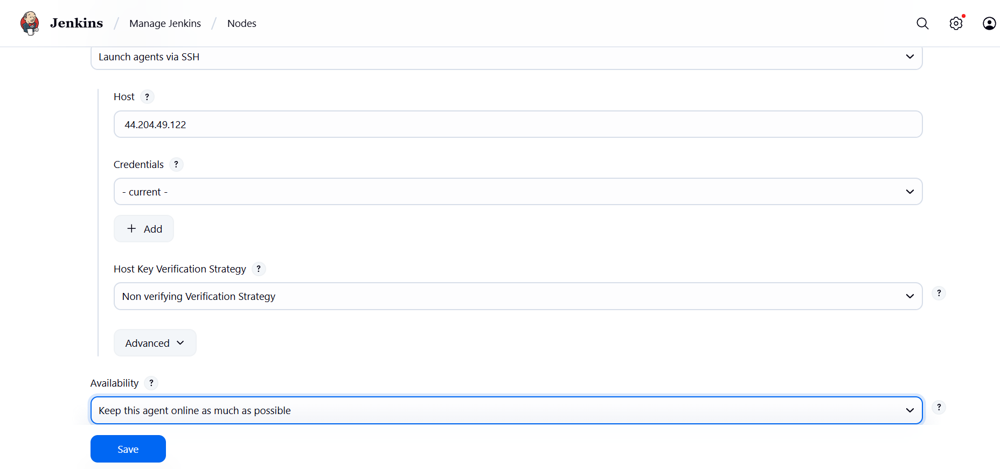 Jenkins / Manage Jenkins / Nodes
Launch agents via SSH
Host ?
44.204.49.122
Credentials ?
- current -
+ Add
Host Key Verification Strategy ?
Non verifying Verification Strategy
?
Advanced
Availability ?
Keep this agent online as much as possible
?
Save